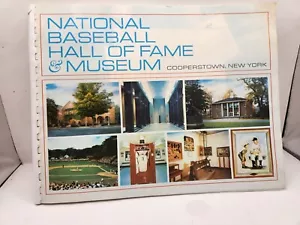 NATIONAL
BASEBALL
HALL OF FAME
& MUSEUM COOPERSTOWN, NEW YORK